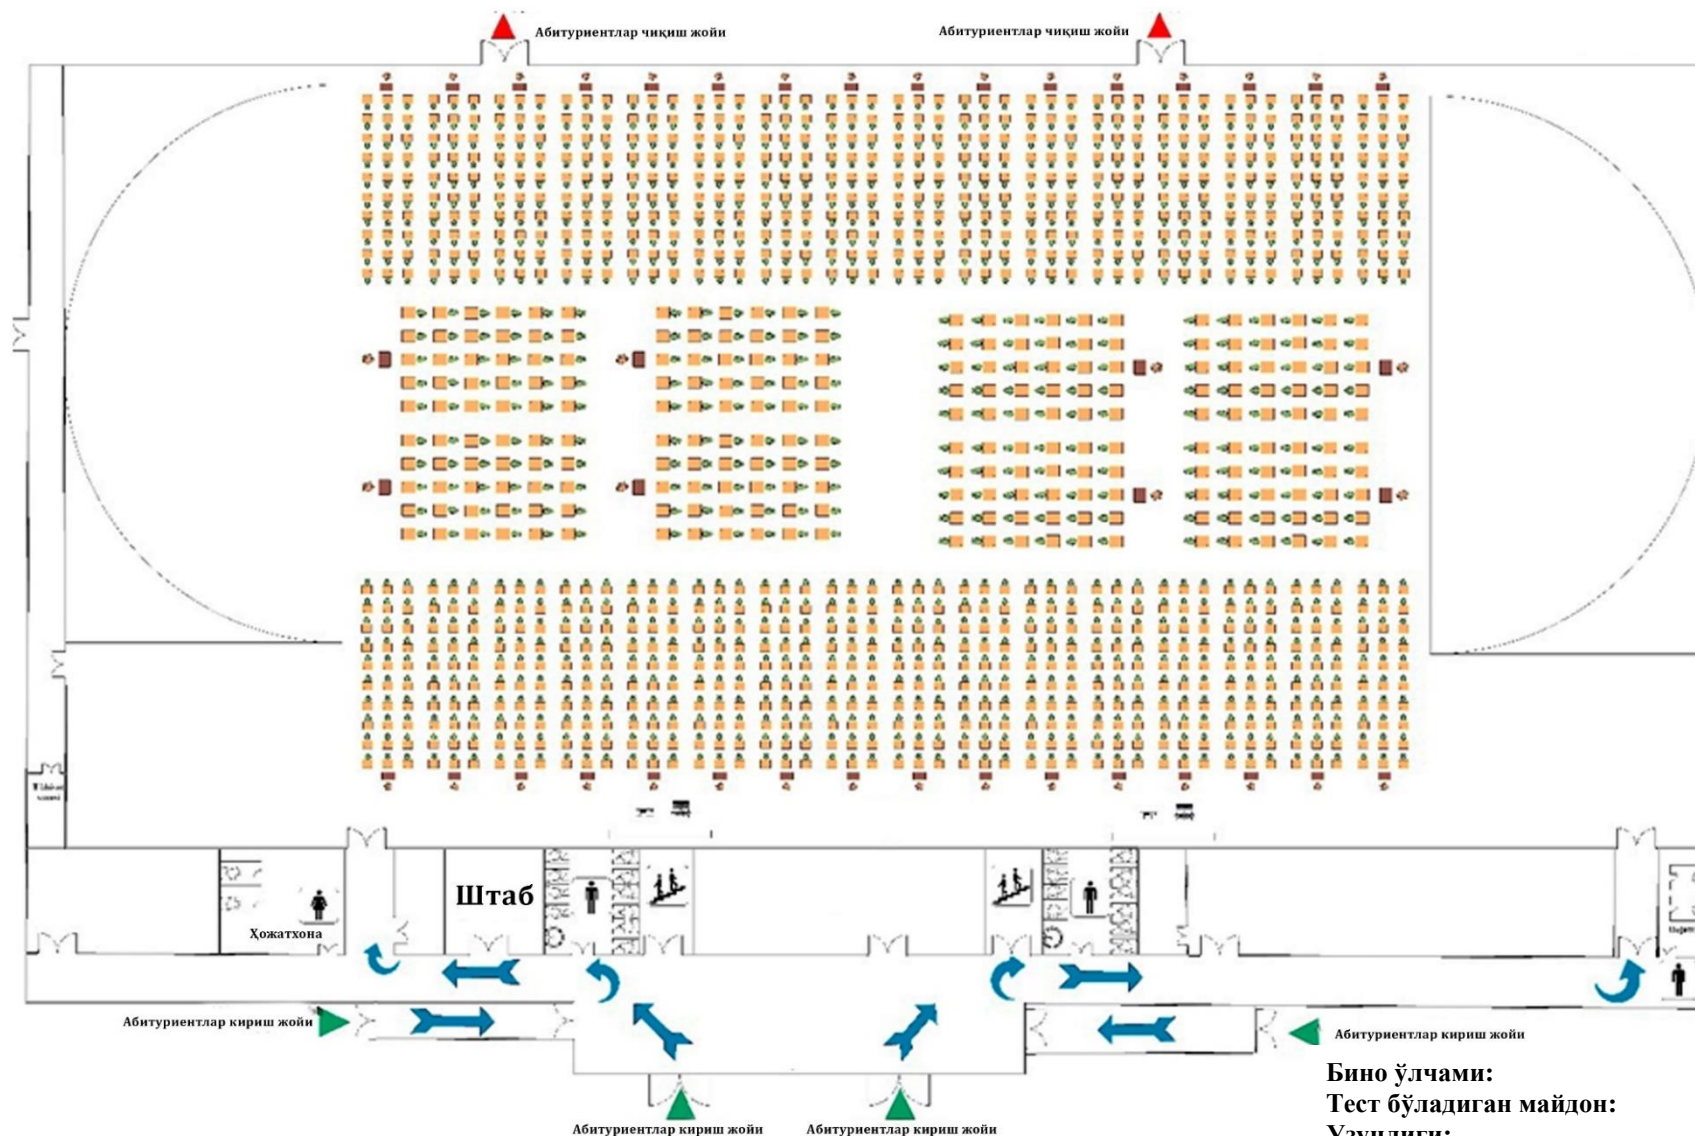 Абитуриентлар чиқиш жойи
Абитуриентлар чиқиш жойи
Штаб
Ҳожатхона
Абитуриентлар кириш жойи
Абитуриентлар кириш жойи
Бино ўлчами:
Тест бўладиган майдон:
Узунлиги:
Абитуриентлар кириш жойи
Абитуриентлар кириш жойи